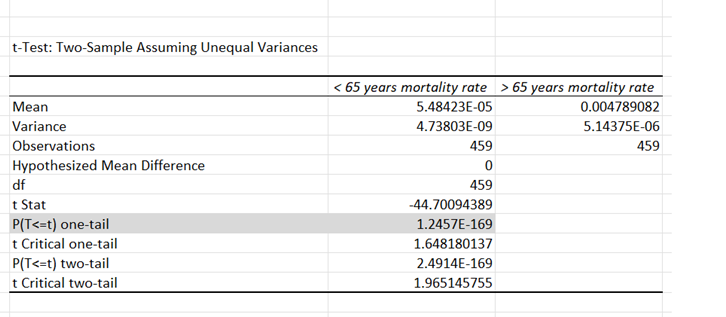 t-Test: Two-Sample Assuming Unequal Variances
< 65 years mortality rate > 65 years mortality rate
Mean 5.48423E-05 0.004789082
Variance 4.73803E-09 5.14375E-06
Observations 459 459
Hypothesized Mean Difference 0
df 459
t Stat -44.70094389
P(T<=t) one-tail 1.2457E-169
t Critical one-tail 1.648180137
P(T<=t) two-tail 2.4914E-169
t Critical two-tail 1.965145755